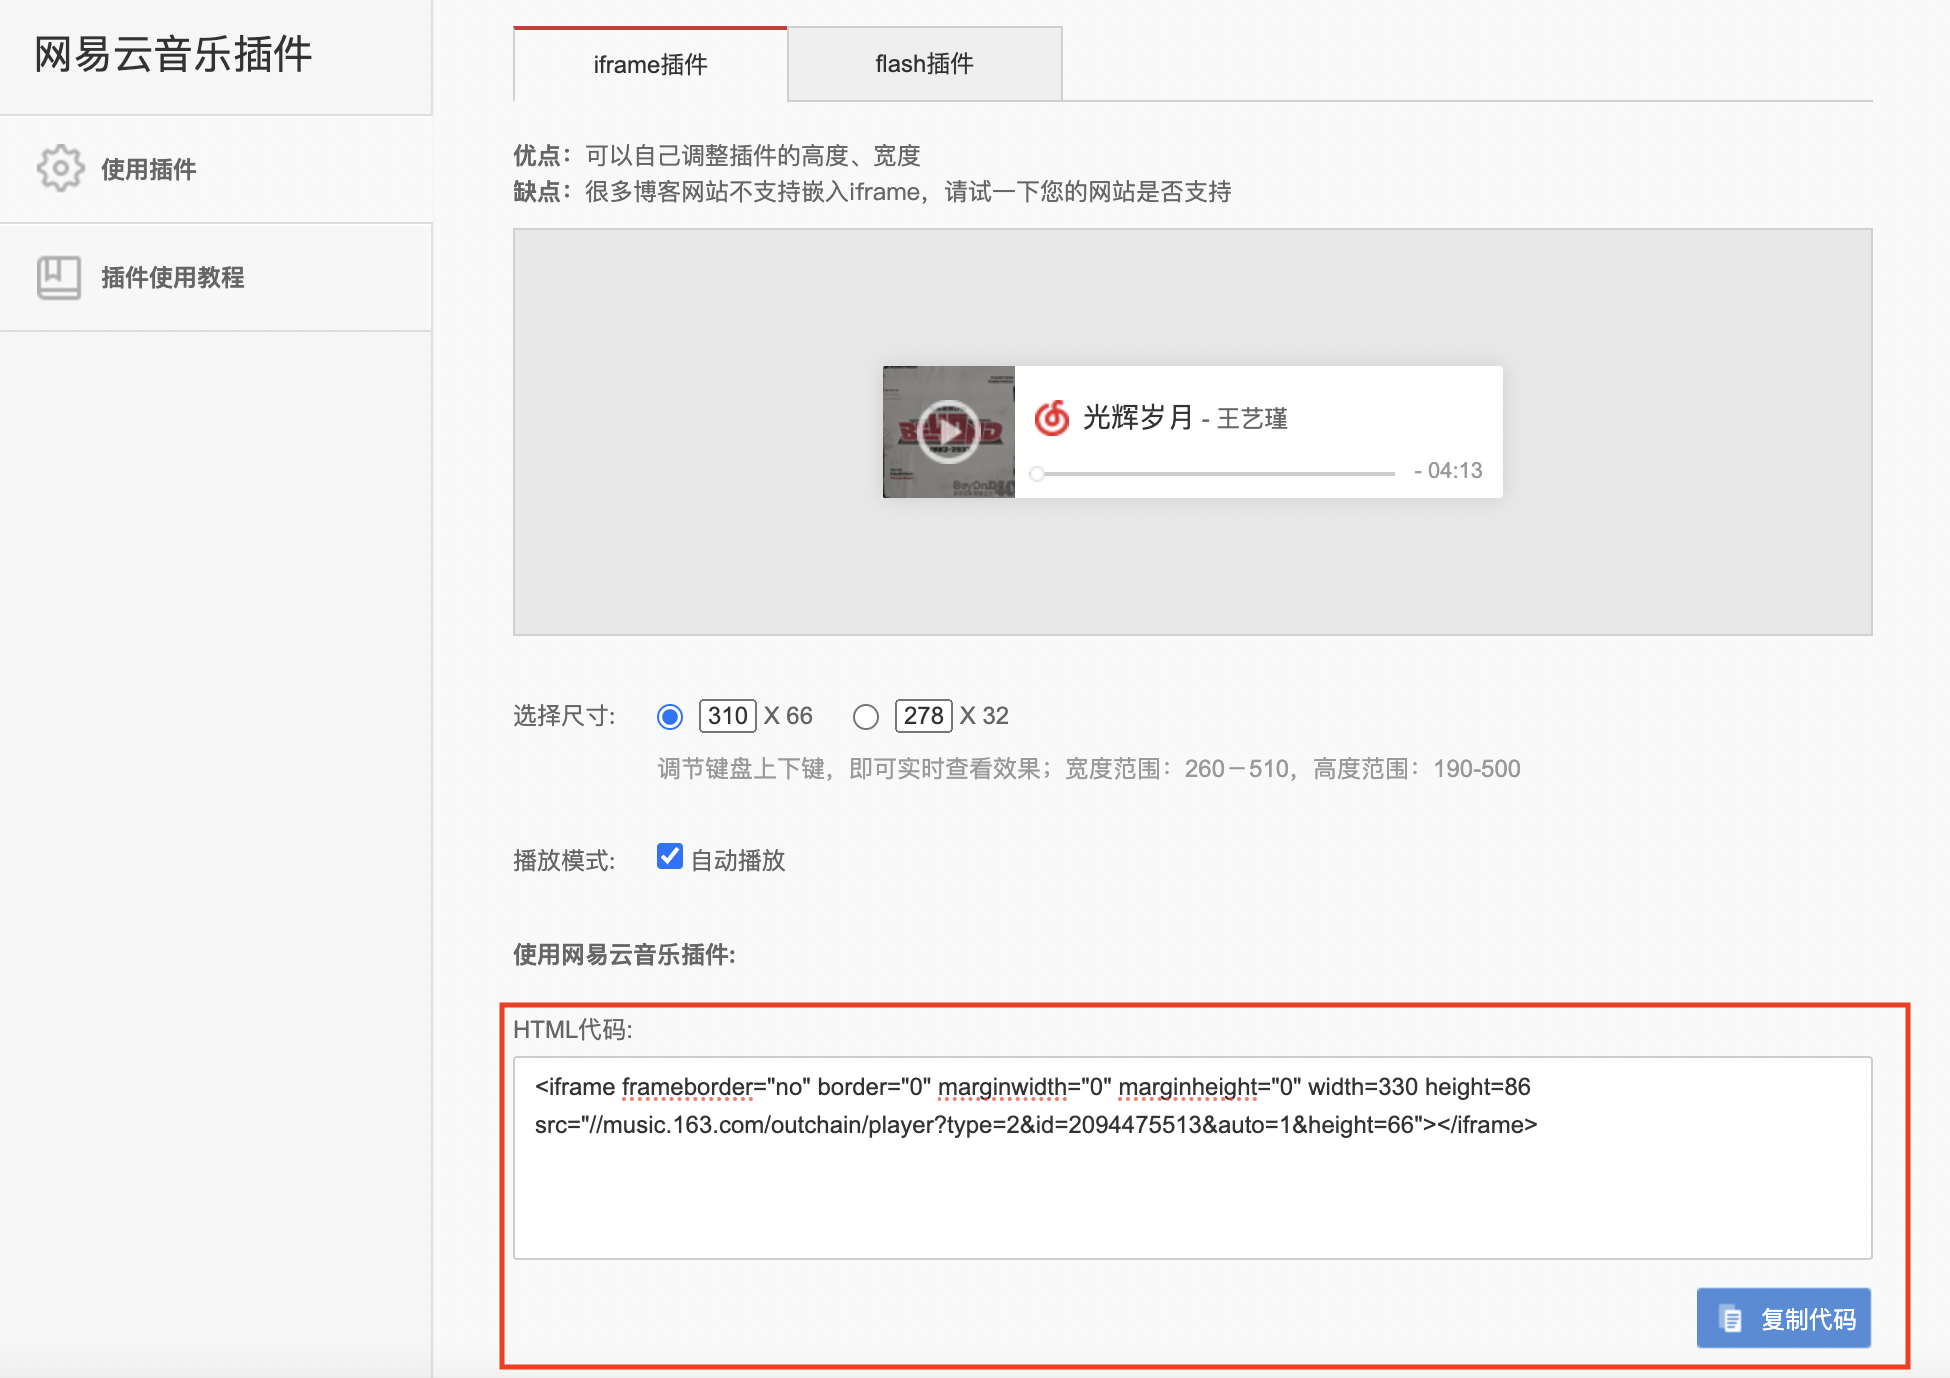 网易云音乐插件
使用插件
插件使用教程
iframe插件
flash插件
优点：可以自己调整插件的高度、宽度
缺点：很多博客网站不支持嵌入iframe，请试一下您的网站是否支持
光辉岁月 - 王艺瑾
- 04:13
选择尺寸: 310 X 66 278 X 32
调节键盘上下键，即可实时查看效果；宽度范围：260－510，高度范围：190-500
播放模式: 自动播放
使用网易云音乐插件:
HTML代码:
<iframe frameborder="no" border="0" marginwidth="0" marginheight="0" width=330 height=86
src="//music.163.com/outchain/player?type=2&id=2094475513&auto=1&height=66"></iframe>
复制代码